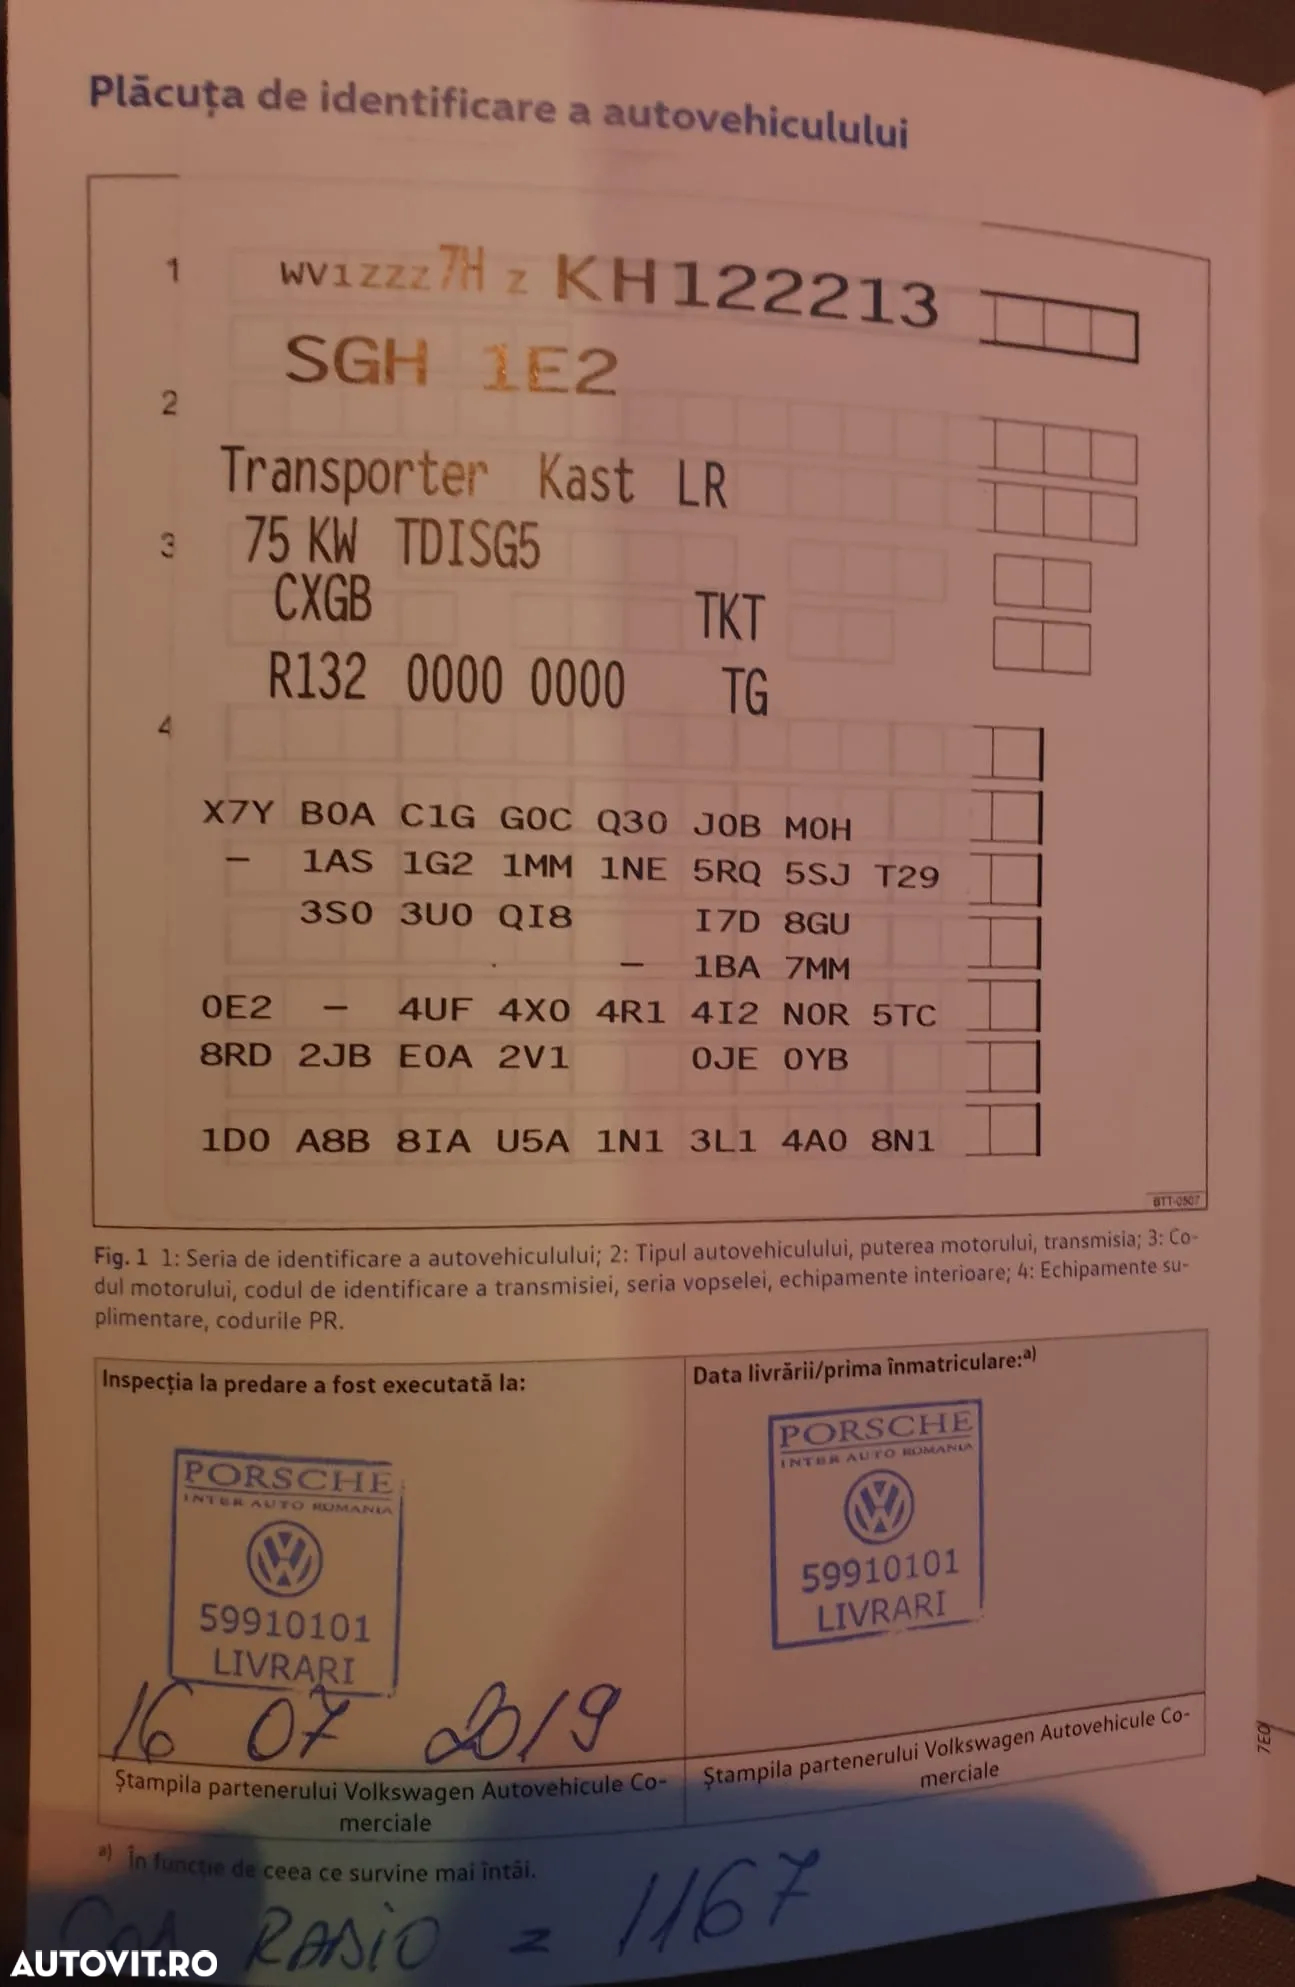 Plăcuța de identificare a autovehiculului
1 WV1ZZZ7HZ KH122213
SGH 1E2
2
Transporter Kast LR
3 75 KW TDISG5
CXGB TKT
R132 0000 0000 TG
4
X7Y B0A C1G G0C Q30 J0B M0H
- 1AS 1G2 1MM 1NE 5RQ 5SJ T29
3S0 3U0 QI8 I7D 8GU
- 1BA 7MM
0E2 - 4UF 4X0 4R1 4I2 N0R 5TC
8RD 2JB E0A 2V1 0JE 0YB
1D0 A8B 8IA U5A 1N1 3L1 4A0 8N1
BTT-0507
Fig. 1 1: Seria de identificare a autovehiculului; 2: Tipul autovehiculului, puterea motorului, transmisia; 3: Co-
dul motorului, codul de identificare a transmisiei, seria vopselei, echipamente interioare; 4: Echipamente su-
plimentare, codurile PR.
Inspecția la predare a fost executată la:
PORSCHE
INTER AUTO ROMANIA
59910101
LIVRARI
16 07 2019
Ștampila partenerului Volkswagen Autovehicule Co-
merciale
Data livrării/prima înmatriculare:a)
PORSCHE
INTER AUTO ROMANIA
59910101
LIVRARI
Ștampila partenerului Volkswagen Autovehicule Co-
merciale
a) În funcție de ceea ce survine mai întâi.
COD RADIO = 1167
7E0
AUTOVIT.RO